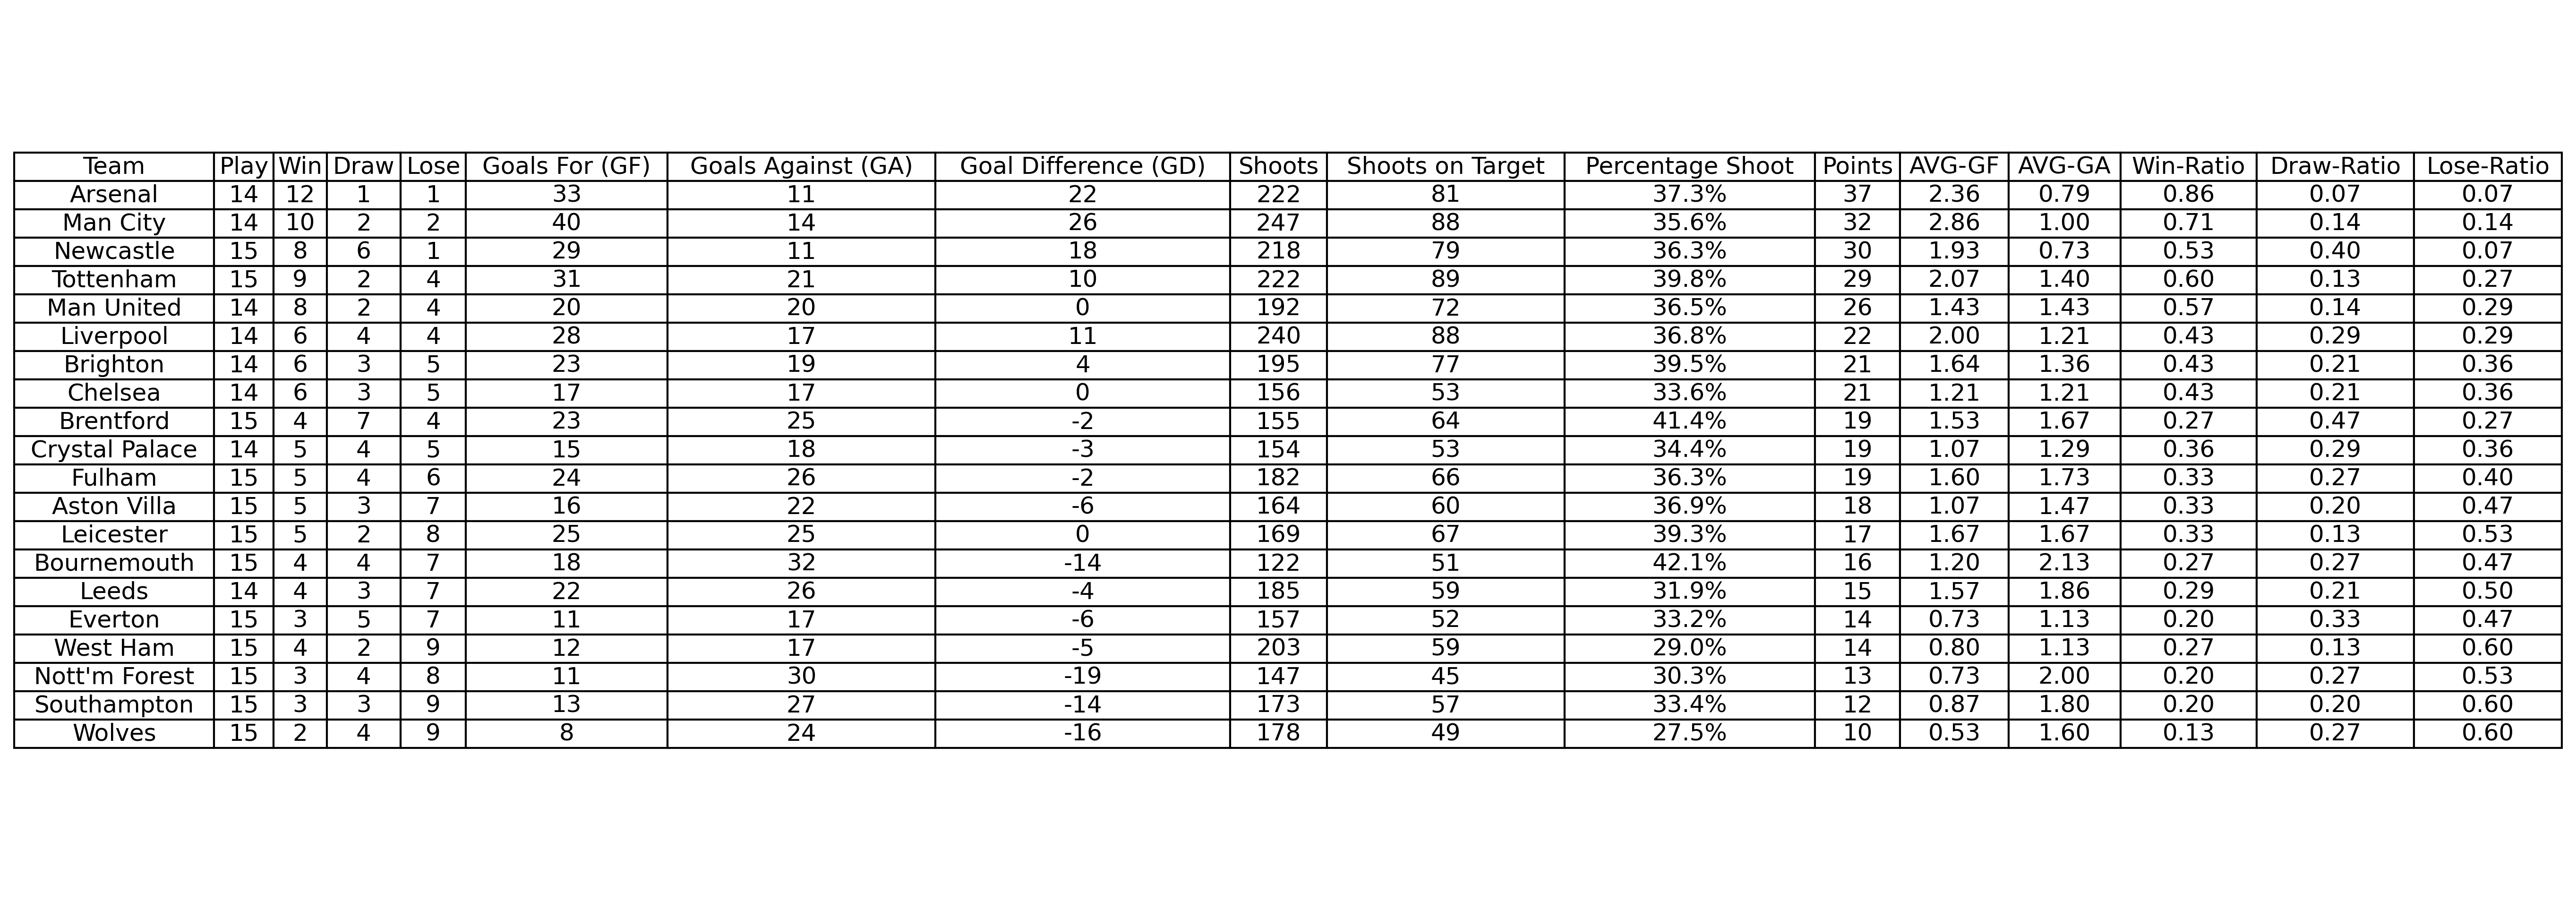 Team Play Win Draw Lose Goals For (GF) Goals Against (GA) Goal Difference (GD) Shoots Shoots on Target Percentage Shoot Points AVG-GF AVG-GA Win-Ratio Draw-Ratio Lose-Ratio
Arsenal 14 12 1 1 33 11 22 222 81 37.3% 37 2.36 0.79 0.86 0.07 0.07
Man City 14 10 2 2 40 14 26 247 88 35.6% 32 2.86 1.00 0.71 0.14 0.14
Newcastle 15 8 6 1 29 11 18 218 79 36.3% 30 1.93 0.73 0.53 0.40 0.07
Tottenham 15 9 2 4 31 21 10 222 89 39.8% 29 2.07 1.40 0.60 0.13 0.27
Man United 14 8 2 4 20 20 0 192 72 36.5% 26 1.43 1.43 0.57 0.14 0.29
Liverpool 14 6 4 4 28 17 11 240 88 36.8% 22 2.00 1.21 0.43 0.29 0.29
Brighton 14 6 3 5 23 19 4 195 77 39.5% 21 1.64 1.36 0.43 0.21 0.36
Chelsea 14 6 3 5 17 17 0 156 53 33.6% 21 1.21 1.21 0.43 0.21 0.36
Brentford 15 4 7 4 23 25 -2 155 64 41.4% 19 1.53 1.67 0.27 0.47 0.27
Crystal Palace 14 5 4 5 15 18 -3 154 53 34.4% 19 1.07 1.29 0.36 0.29 0.36
Fulham 15 5 4 6 24 26 -2 182 66 36.3% 19 1.60 1.73 0.33 0.27 0.40
Aston Villa 15 5 3 7 16 22 -6 164 60 36.9% 18 1.07 1.47 0.33 0.20 0.47
Leicester 15 5 2 8 25 25 0 169 67 39.3% 17 1.67 1.67 0.33 0.13 0.53
Bournemouth 15 4 4 7 18 32 -14 122 51 42.1% 16 1.20 2.13 0.27 0.27 0.47
Leeds 14 4 3 7 22 26 -4 185 59 31.9% 15 1.57 1.86 0.29 0.21 0.50
Everton 15 3 5 7 11 17 -6 157 52 33.2% 14 0.73 1.13 0.20 0.33 0.47
West Ham 15 4 2 9 12 17 -5 203 59 29.0% 14 0.80 1.13 0.27 0.13 0.60
Nott'm Forest 15 3 4 8 11 30 -19 147 45 30.3% 13 0.73 2.00 0.20 0.27 0.53
Southampton 15 3 3 9 13 27 -14 173 57 33.4% 12 0.87 1.80 0.20 0.20 0.60
Wolves 15 2 4 9 8 24 -16 178 49 27.5% 10 0.53 1.60 0.13 0.27 0.60